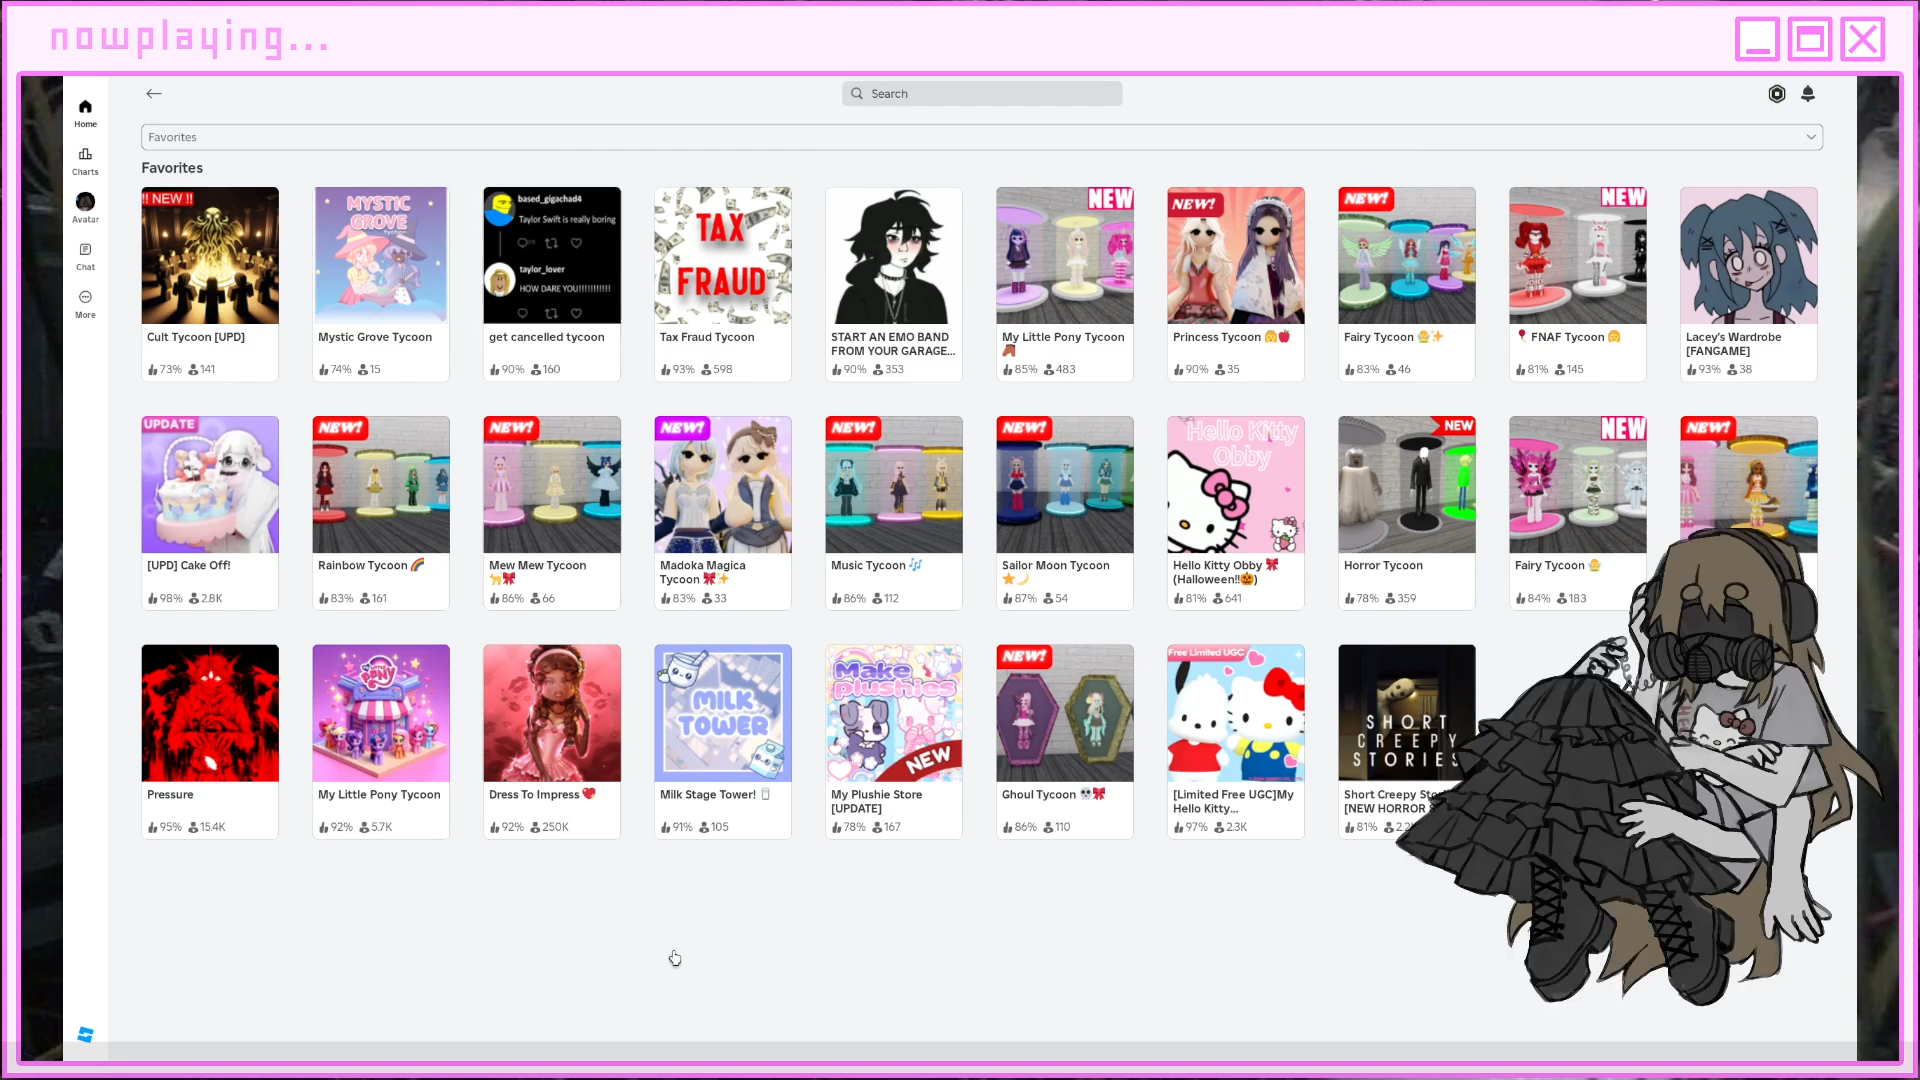 nowplaying...
Search
Home
Charts
Avatar
Chat
More
Favorites
Favorites
!! NEW !!
Cult Tycoon [UPD]
73% 141
MYSTIC
GROVE
Mystic Grove Tycoon
74% 15
based_gigachad4
Taylor Swift is really boring
taylor_lover
HOW DARE YOU!!!!!!!!!!!
get cancelled tycoon
90% 160
TAX
FRAUD
Tax Fraud Tycoon
93% 598
START AN EMO BAND
FROM YOUR GARAGE...
90% 353
NEW
My Little Pony Tycoon
🐴
85% 483
NEW!
Princess Tycoon 👸🍎
90% 35
NEW!
Fairy Tycoon 🧚✨
83% 46
NEW
🎈 FNAF Tycoon 👸
81% 145
Lacey's Wardrobe
[FANGAME]
93% 38
UPDATE
[UPD] Cake Off!
98% 2.8K
NEW!
Rainbow Tycoon 🌈
83% 161
NEW!
Mew Mew Tycoon
🐈🎀
86% 66
NEW!
Madoka Magica
Tycoon 🎀✨
83% 33
NEW!
Music Tycoon 🎶
86% 112
NEW!
Sailor Moon Tycoon
⭐🌙
87% 54
Hello Kitty
Obby
Hello Kitty Obby 🎀
(Halloween!!🎃)
81% 641
NEW
Horror Tycoon
78% 359
NEW
Fairy Tycoon 🧚
84% 183
NEW!
Pressure
95% 15.4K
My Little Pony Tycoon
92% 5.7K
Dress To Impress 💖
92% 250K
MILK
TOWER
Milk Stage Tower! 🥛
91% 105
Make
plushies
NEW
My Plushie Store
[UPDATE]
78% 167
NEW!
Ghoul Tycoon 💀🎀
86% 110
Free Limited UGC
[Limited Free UGC]My
Hello Kitty...
97% 2.3K
SHORT
CREEPY
STORIES
Short Creepy
[NEW HORROR
81%